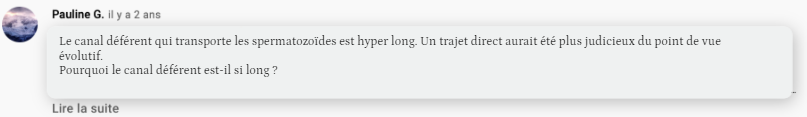 Pauline G. il y a 2 ans
Le canal déférent qui transporte les spermatozoïdes est hyper long. Un trajet direct aurait été plus judicieux du point de vue
évolutif.
Pourquoi le canal déférent est-il si long ?
Lire la suite